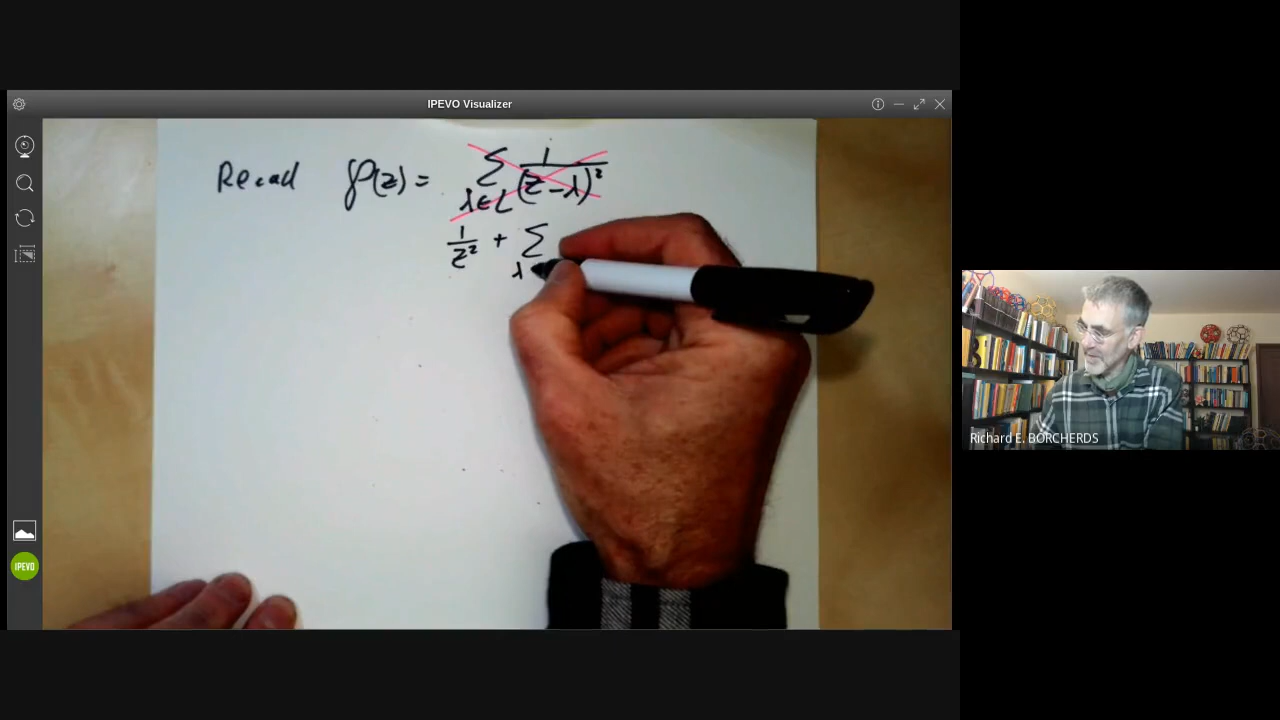 IPEVO Visualizer
Recall ℘(z) = Σ λ∈L 1/(z-λ)²
1/z² + Σ λ
IPEVO
Richard E. BORCHERDS